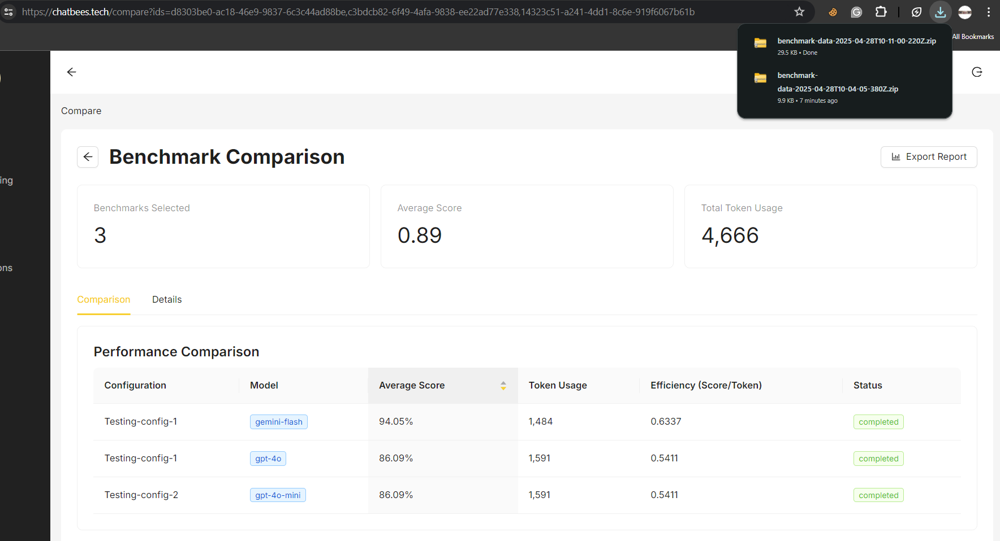 https://chatbees.tech/compare?ids=d8303be0-ac18-46e9-9837-6c3c44ad88be,c3bdcb82-6f49-4afa-9838-ee22ad77e338,14323c51-a241-4dd1-8c6e-919f6067b61b
All Bookmarks
benchmark-data-2025-04-28T10-11-00-220Z.zip
29.5 KB • Done
benchmark-
data-2025-04-28T10-04-05-380Z.zip
9.9 KB • 7 minutes ago
ing
ons
Compare
Benchmark Comparison
Export Report
Benchmarks Selected
3
Average Score
0.89
Total Token Usage
4,666
Comparison Details
Performance Comparison
Configuration Model Average Score Token Usage Efficiency (Score/Token) Status
Testing-config-1 gemini-flash 94.05% 1,484 0.6337 completed
Testing-config-1 gpt-4o 86.09% 1,591 0.5411 completed
Testing-config-2 gpt-4o-mini 86.09% 1,591 0.5411 completed